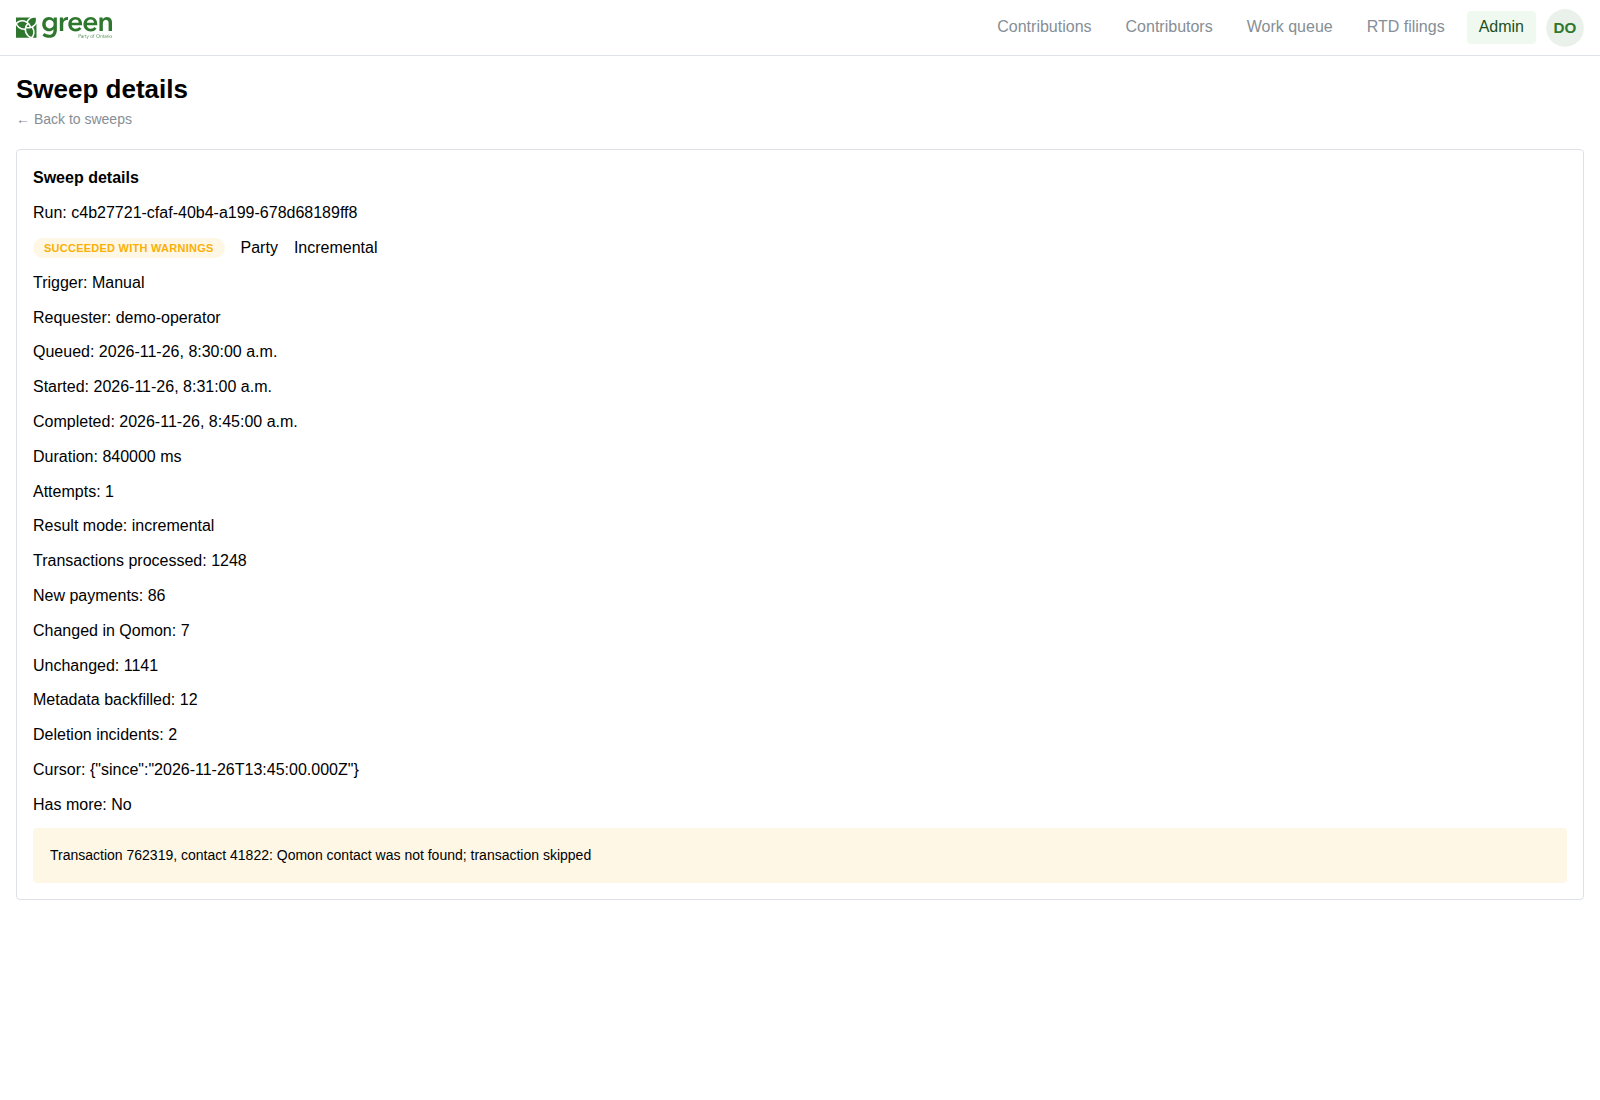 green
Party of Ontario
Contributions
Contributors
Work queue
RTD filings
Admin
DO
Sweep details
← Back to sweeps
Sweep details
Run: c4b27721-cfaf-40b4-a199-678d68189ff8
SUCCEEDED WITH WARNINGS Party Incremental
Trigger: Manual
Requester: demo-operator
Queued: 2026-11-26, 8:30:00 a.m.
Started: 2026-11-26, 8:31:00 a.m.
Completed: 2026-11-26, 8:45:00 a.m.
Duration: 840000 ms
Attempts: 1
Result mode: incremental
Transactions processed: 1248
New payments: 86
Changed in Qomon: 7
Unchanged: 1141
Metadata backfilled: 12
Deletion incidents: 2
Cursor: {"since":"2026-11-26T13:45:00.000Z"}
Has more: No
Transaction 762319, contact 41822: Qomon contact was not found; transaction skipped